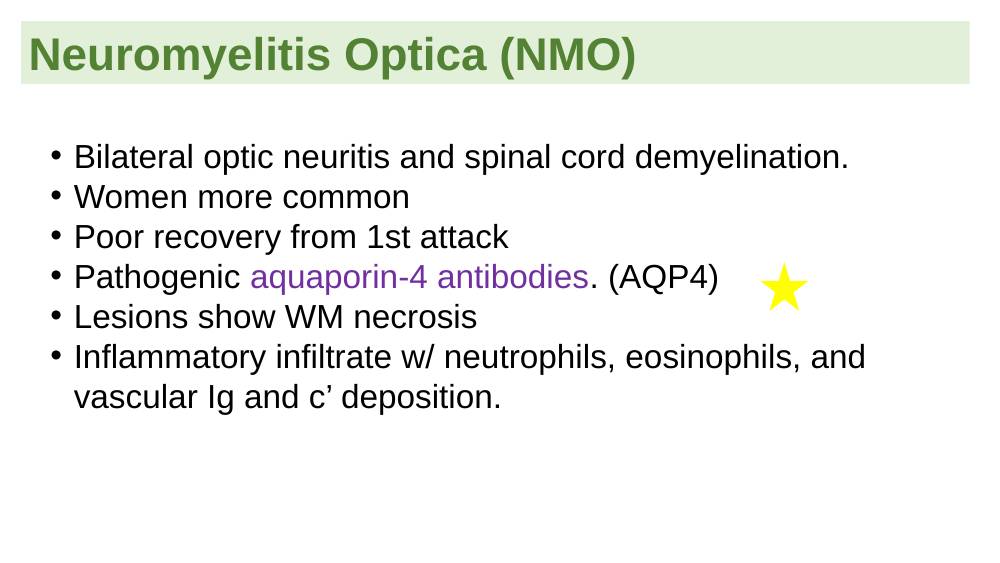 Neuromyelitis Optica (NMO)
• Bilateral optic neuritis and spinal cord demyelination.
• Women more common
• Poor recovery from 1st attack
• Pathogenic aquaporin-4 antibodies. (AQP4)
• Lesions show WM necrosis
• Inflammatory infiltrate w/ neutrophils, eosinophils, and
vascular Ig and c’ deposition.